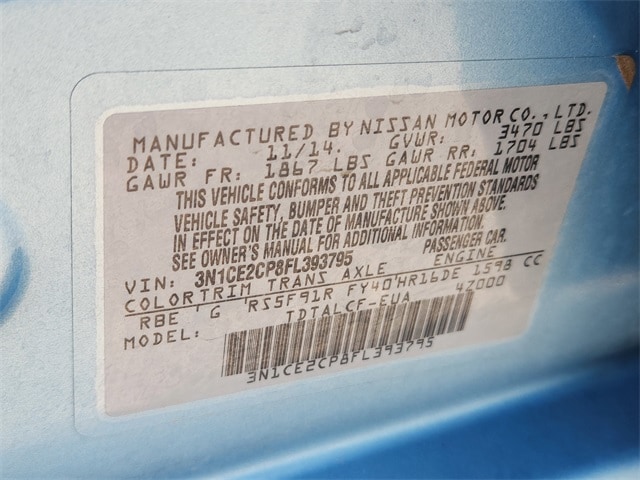 MANUFACTURED BY NISSAN MOTOR CO., LTD.
DATE: 11/14. GVWR: 3470 LBS
GAWR FR: 1867 LBS GAWR RR: 1704 LBS
THIS VEHICLE CONFORMS TO ALL APPLICABLE FEDERAL MOTOR
VEHICLE SAFETY, BUMPER AND THEFT PREVENTION STANDARDS
IN EFFECT ON THE DATE OF MANUFACTURE SHOWN ABOVE.
SEE OWNER'S MANUAL FOR ADDITIONAL INFORMATION.
VIN: 3N1CE2CP8FL393795 PASSENGER CAR.
COLOR TRIM TRANS AXLE ENGINE
RBE G RS5F91R FY40 HR16DE 1598 CC
MODEL: TDTALCF-EUA 47000
3N1CE2CP8FL393795